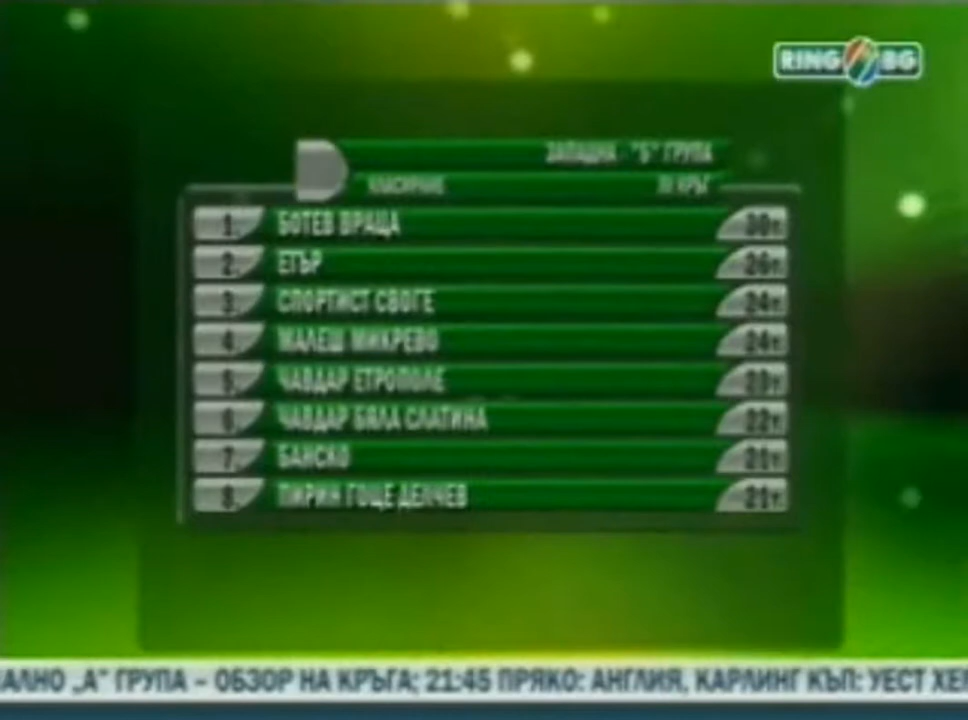 RING BG
ЗАПАДНА - "Б" ГРУПА
КЛАСИРАНЕ КРЪГ
1. БОТЕВ ВРАЦА 30т.
2. ЕТЪР 26т.
3. СПОРТИСТ СВОГЕ 24т.
4. МАЛЕШ МИКРЕВО 24т.
5. ЧАВДАР ЕТРОПОЛЕ
6. ЧАВДАР БЯЛА СЛАТИНА 22т.
7. БАНСКО 21т.
8. ПИРИН ГОЦЕ ДЕЛЧЕВ 21т.
АЛНО „А" ГРУПА – ОБЗОР НА КРЪГА; 21:45 ПРЯКО: АНГЛИЯ, КАРЛИНГ КЪП: УЕСТ ХЕ